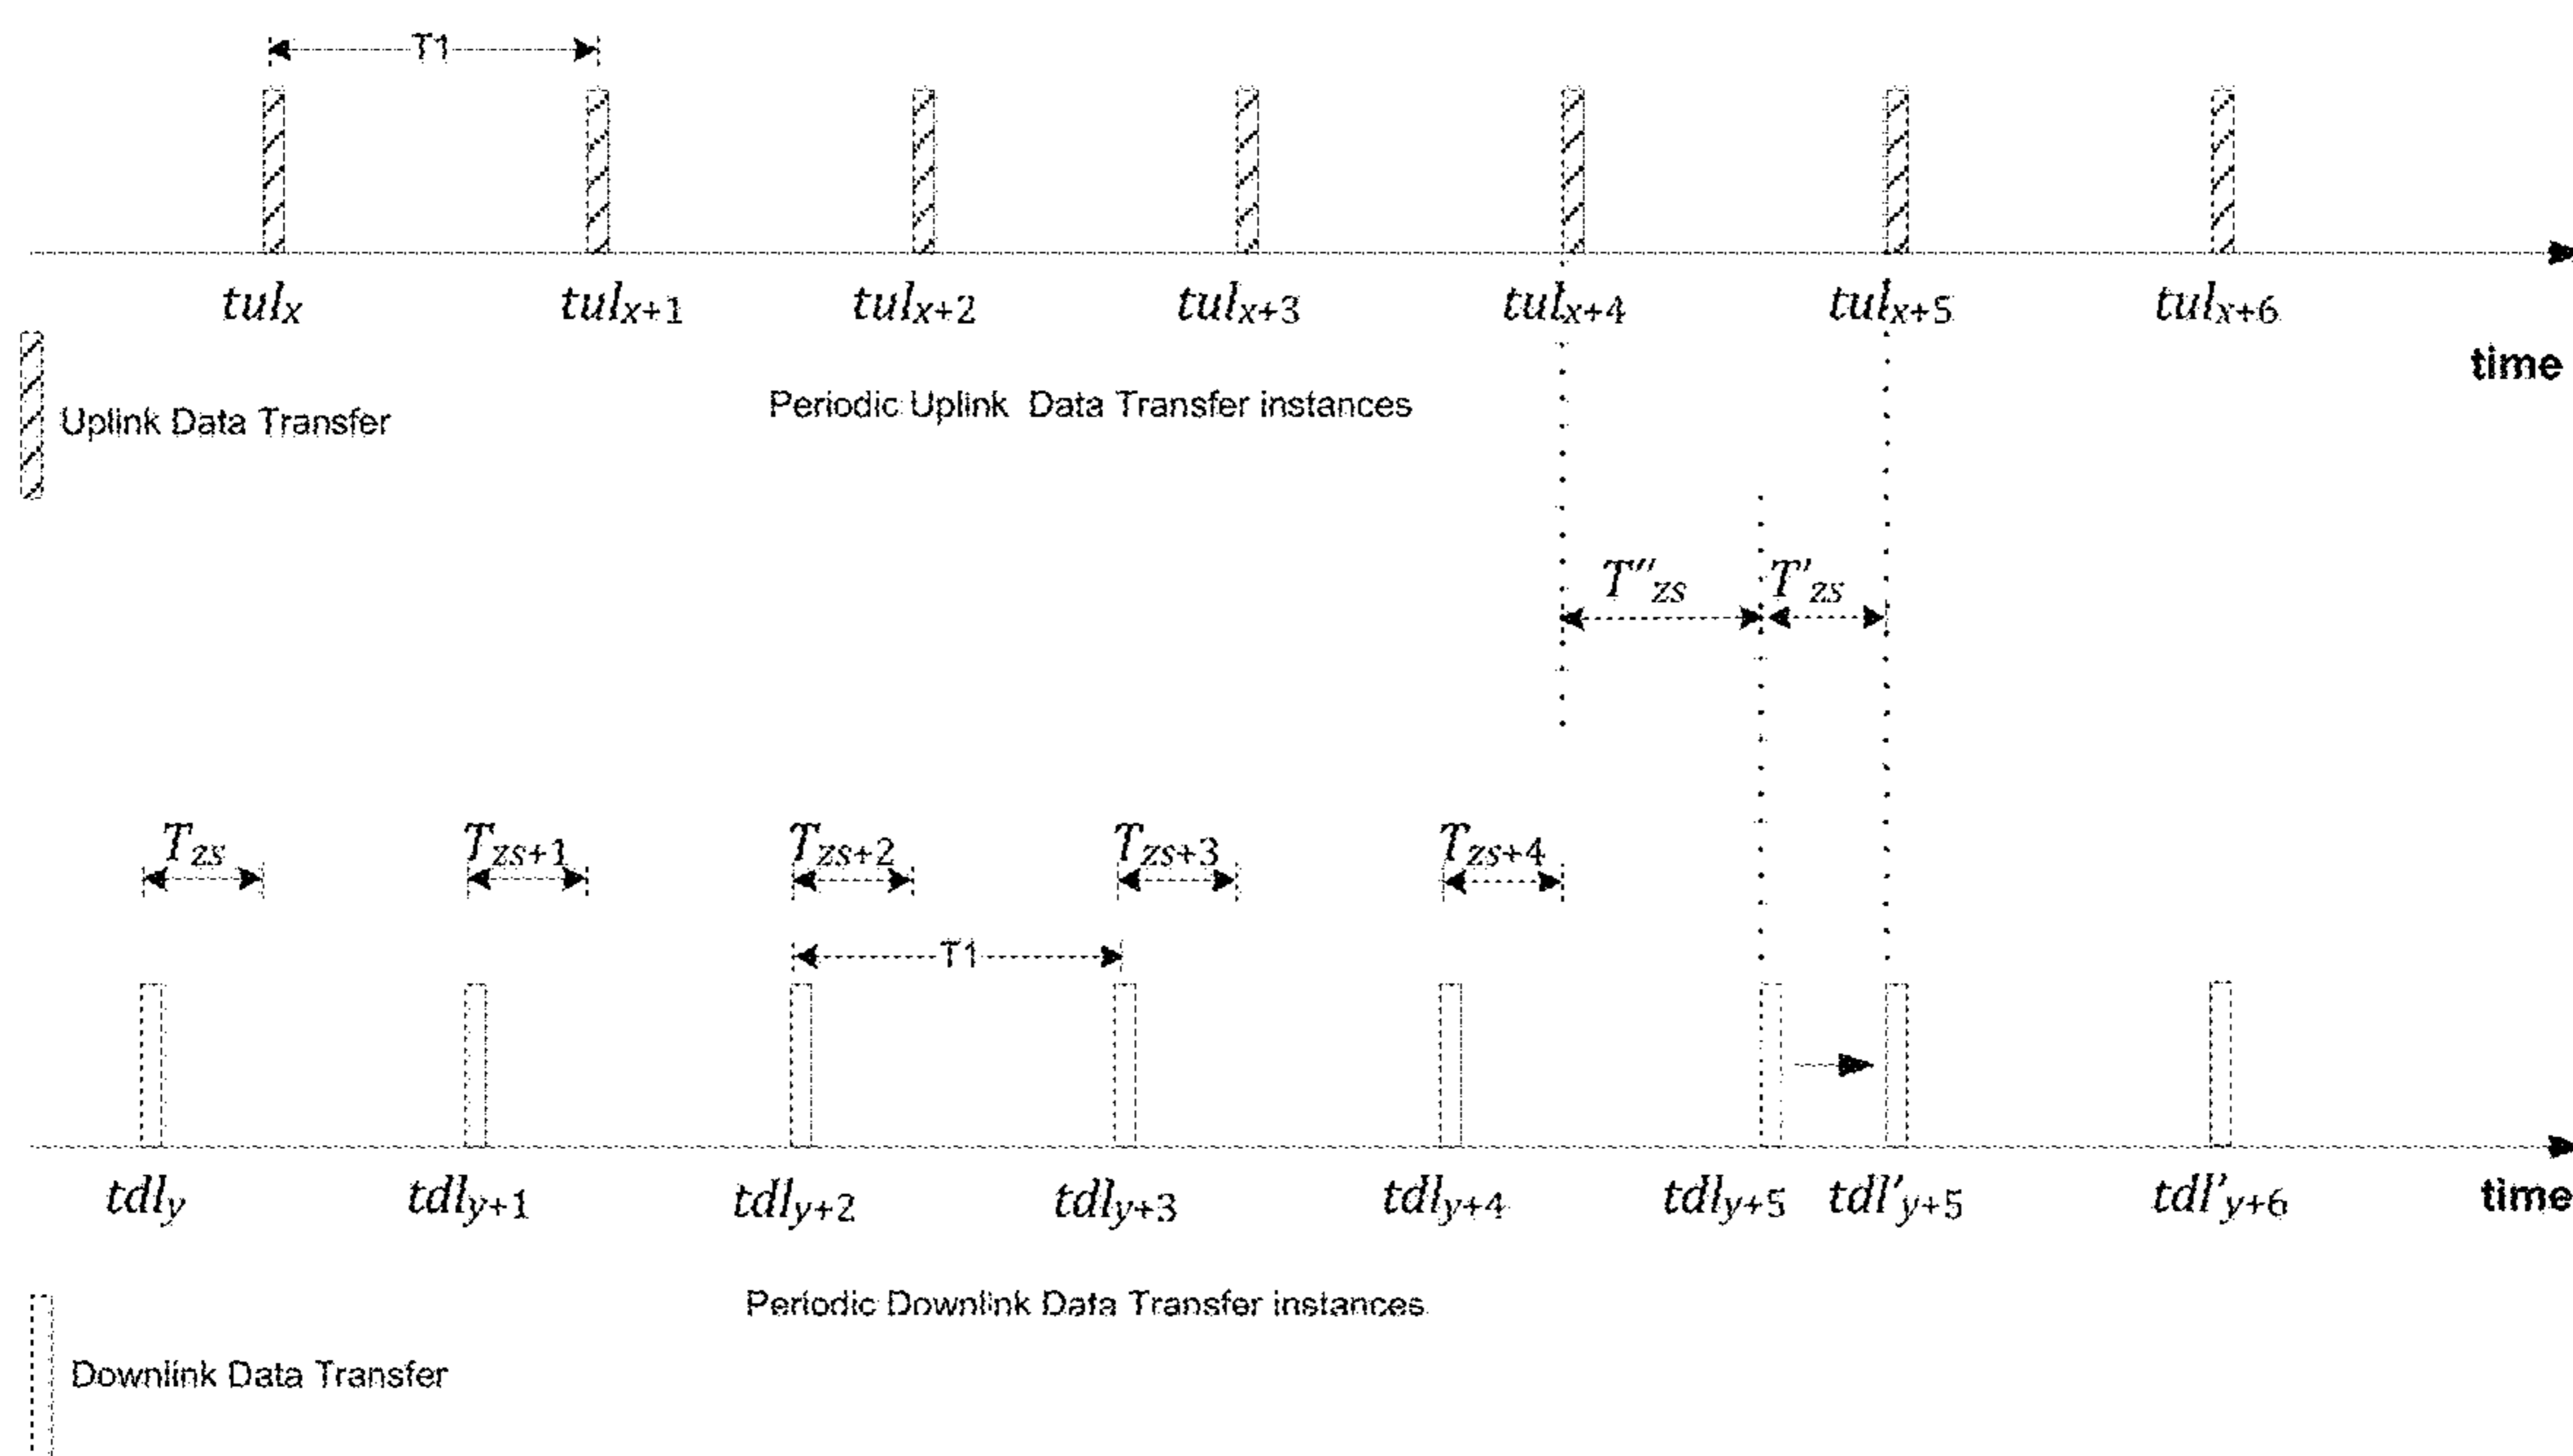 T1
tulx tulx+1 tulx+2 tulx+3 tulx+4 tulx+5 tulx+6
time
Uplink Data Transfer
Periodic Uplink Data Transfer instances
T″zs T′zs
Tzs Tzs+1 Tzs+2 Tzs+3 Tzs+4
T1
tdly tdly+1 tdly+2 tdly+3 tdly+4 tdly+5 tdl′y+5 tdl′y+6 time
Periodic Downlink Data Transfer instances
Downlink Data Transfer